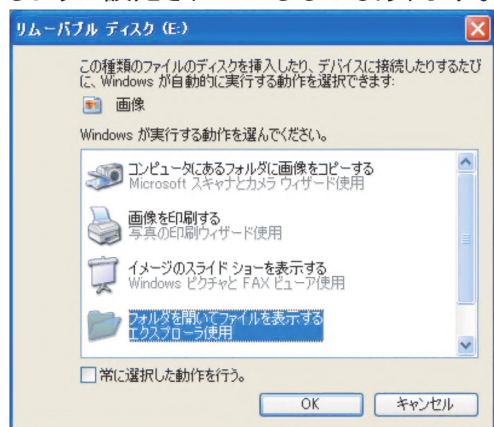 リムーバブル ディスク (E:)
この種類のファイルのディスクを挿入したり、デバイスに接続したりするたび
に、Windows が自動的に実行する動作を選択できます:
画像
Windows が実行する動作を選んでください。
コンピュータにあるフォルダに画像をコピーする
Microsoft スキャナとカメラ ウィザード使用
画像を印刷する
写真の印刷ウィザード使用
イメージのスライド ショーを表示する
Windows ピクチャと FAX ビューア使用
フォルダを開いてファイルを表示する
エクスプローラ使用
常に選択した動作を行う。
OK
キャンセル